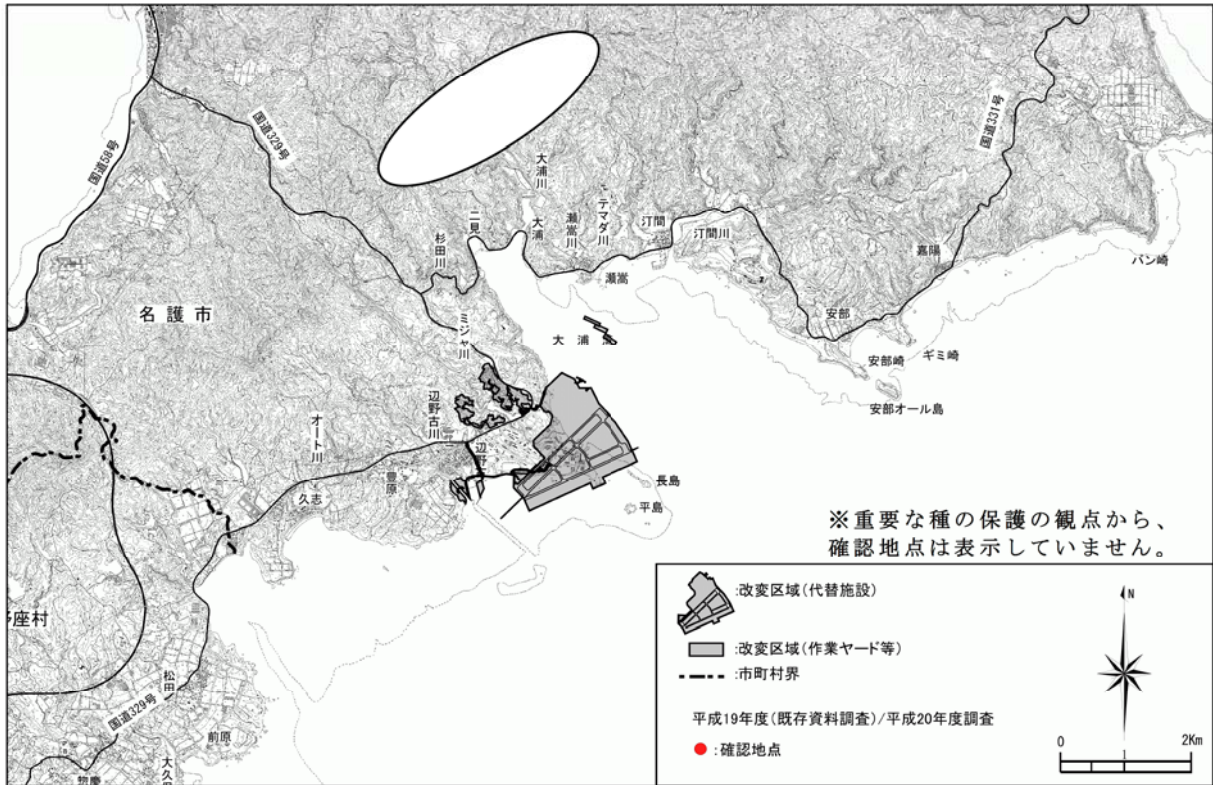 国道58号
国道329号
国道331号
大浦川
二見
大浦
瀬嵩川
テマダ川
汀間
汀間川
杉田川
嘉陽
バン崎
瀬嵩
名護市
ミジャ川
大浦
安部
安部崎
ギミ崎
安部オール島
辺野古川
オート川
辺野
豊原
久志
長島
平島
※重要な種の保護の観点から、
確認地点は表示していません。
座村
松田
国道329号
前原
大久
惣慶
:改変区域(代替施設)
:改変区域(作業ヤード等)
:市町村界
平成19年度(既存資料調査)/平成20年度調査
:確認地点
N
0 1 2Km